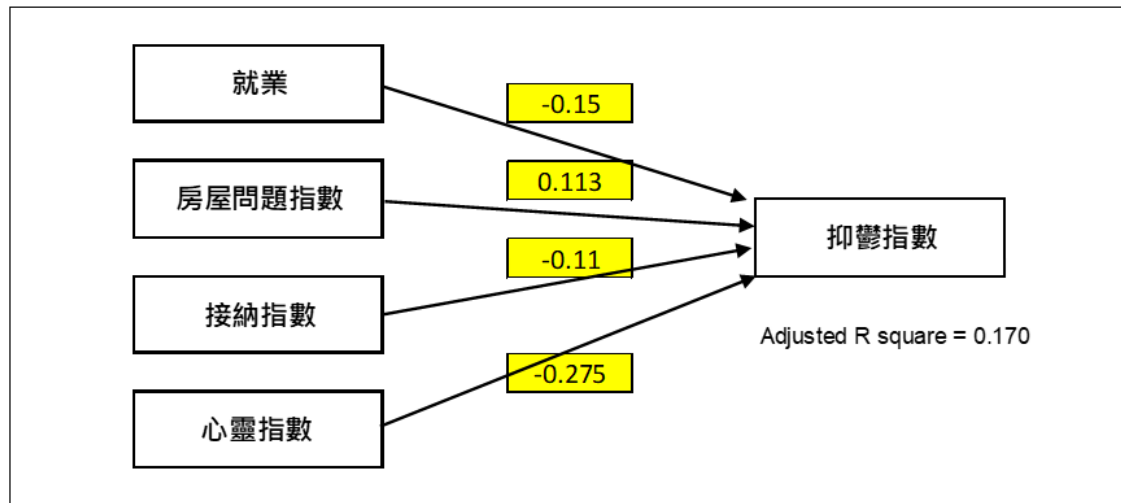 就業
-0.15
房屋問題指數
0.113
抑鬱指數
-0.11
接納指數
Adjusted R square = 0.170
-0.275
心靈指數